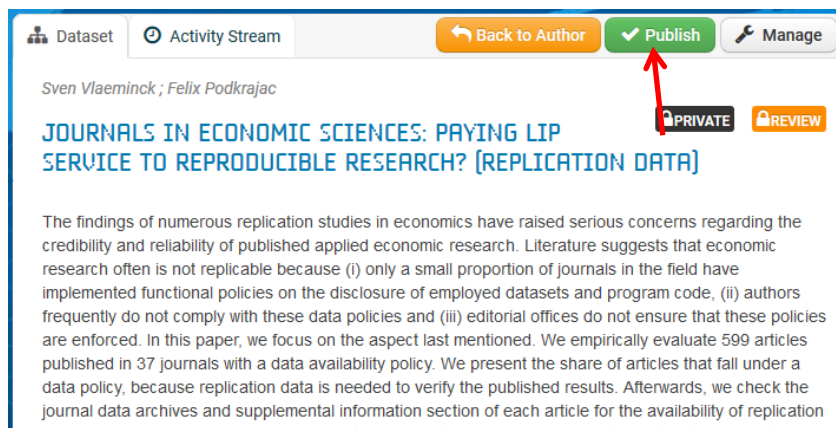 Dataset Activity Stream Back to Author Publish Manage
Sven Vlaeminck ; Felix Podkrajac
PRIVATE REVIEW
JOURNALS IN ECONOMIC SCIENCES: PAYING LIP
SERVICE TO REPRODUCIBLE RESEARCH? (REPLICATION DATA)
The findings of numerous replication studies in economics have raised serious concerns regarding the
credibility and reliability of published applied economic research. Literature suggests that economic
research often is not replicable because (i) only a small proportion of journals in the field have
implemented functional policies on the disclosure of employed datasets and program code, (ii) authors
frequently do not comply with these data policies and (iii) editorial offices do not ensure that these policies
are enforced. In this paper, we focus on the aspect last mentioned. We empirically evaluate 599 articles
published in 37 journals with a data availability policy. We present the share of articles that fall under a
data policy, because replication data is needed to verify the published results. Afterwards, we check the
journal data archives and supplemental information section of each article for the availability of replication